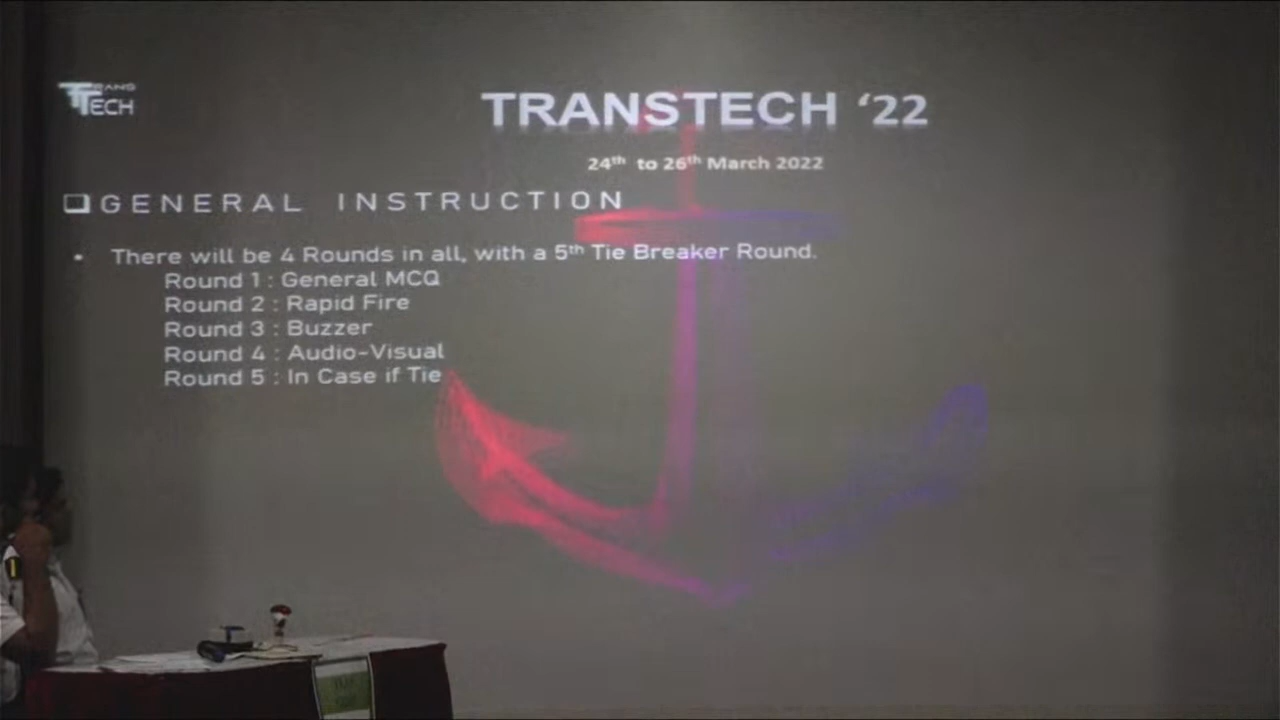 TRANS
TECH
TRANSTECH ‘22
24th to 26th March 2022
GENERAL INSTRUCTION
• There will be 4 Rounds in all, with a 5th Tie Breaker Round.
Round 1 : General MCQ
Round 2 : Rapid Fire
Round 3 : Buzzer
Round 4 : Audio-Visual
Round 5 : In Case if Tie